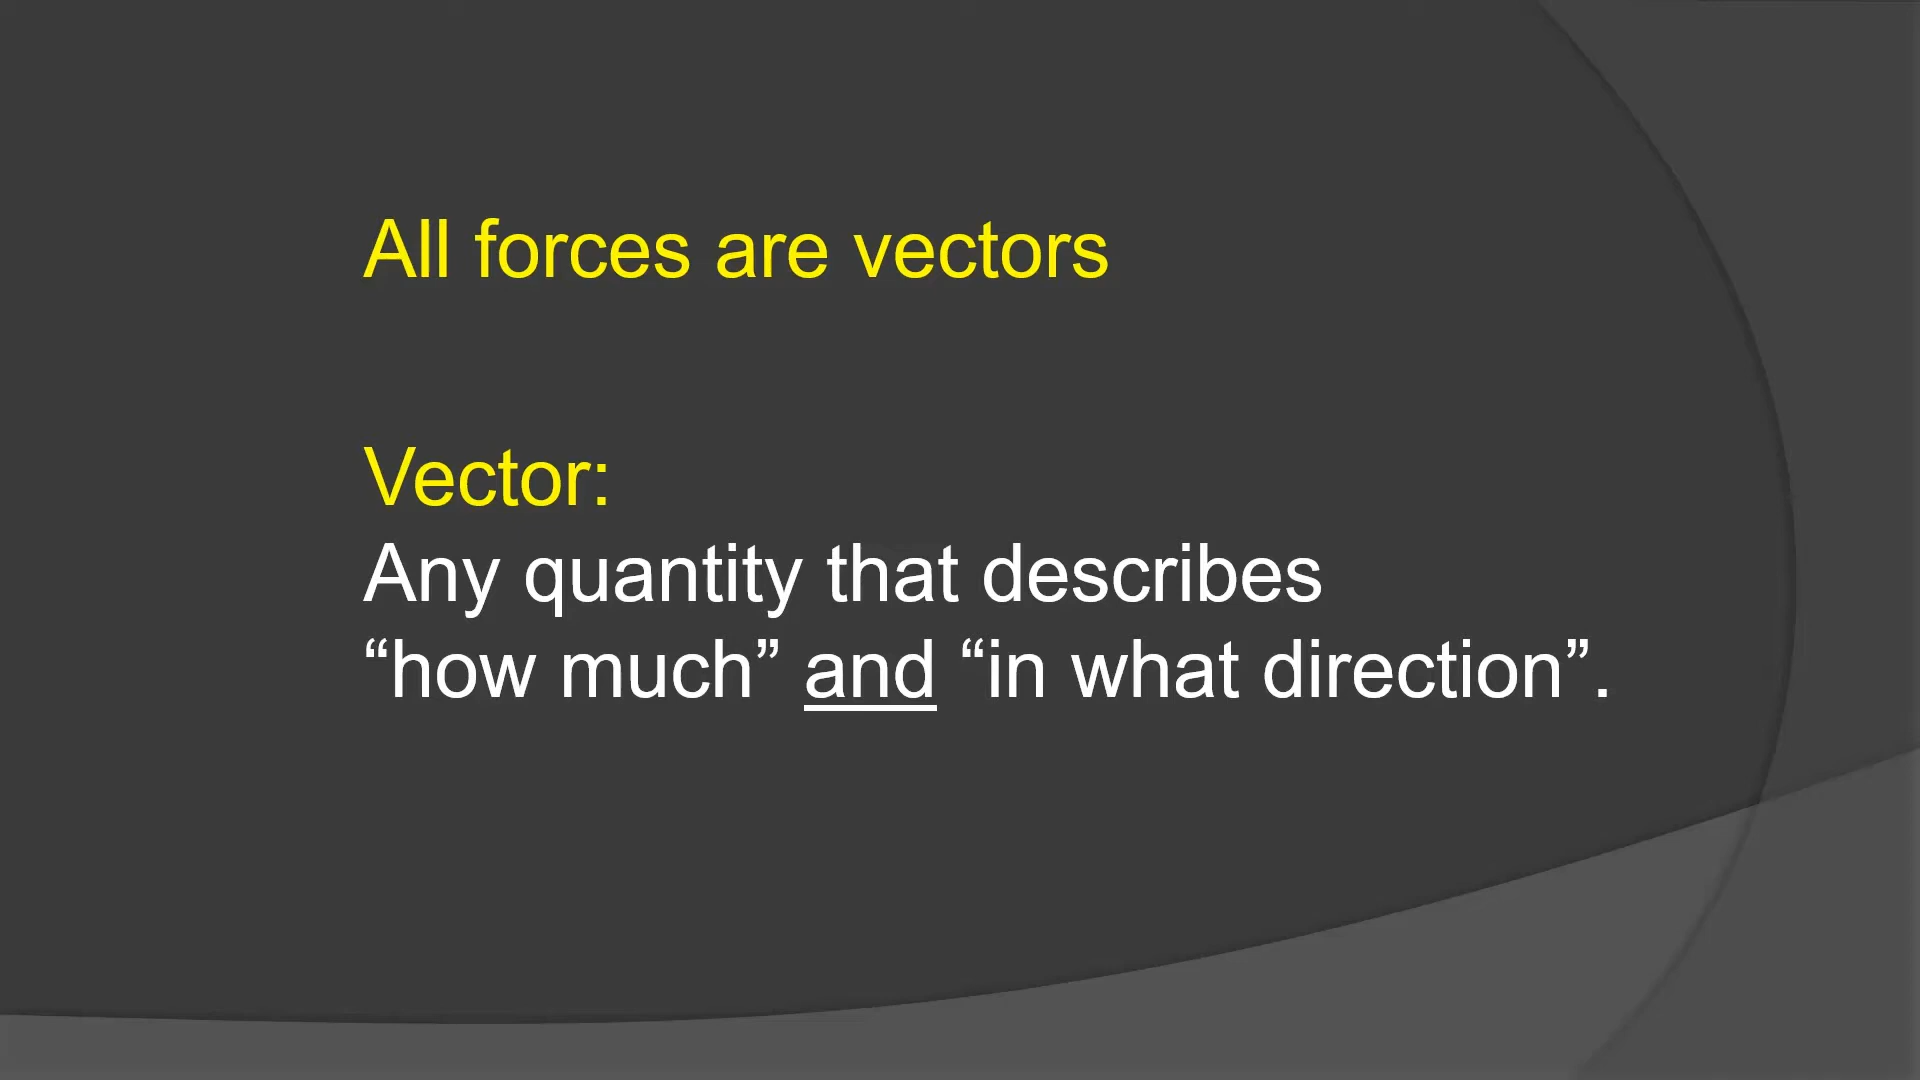 All forces are vectors
Vector:
Any quantity that describes
“how much” and “in what direction”.